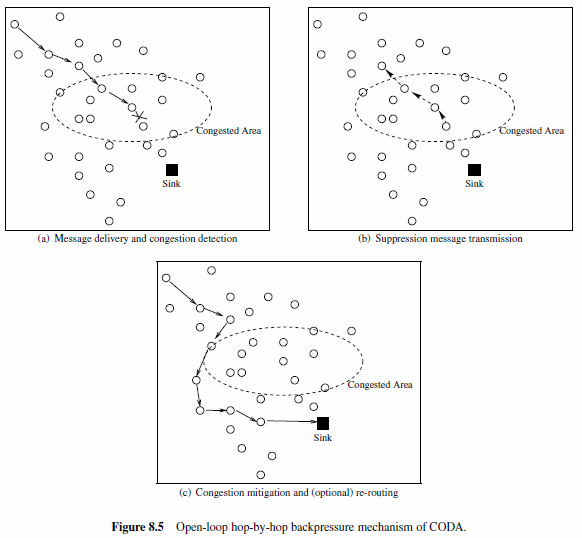 Congested Area
Sink
(a) Message delivery and congestion detection
Congested Area
Sink
(b) Suppression message transmission
Congested Area
Sink
(c) Congestion mitigation and (optional) re-routing
Figure 8.5 Open-loop hop-by-hop backpressure mechanism of CODA.